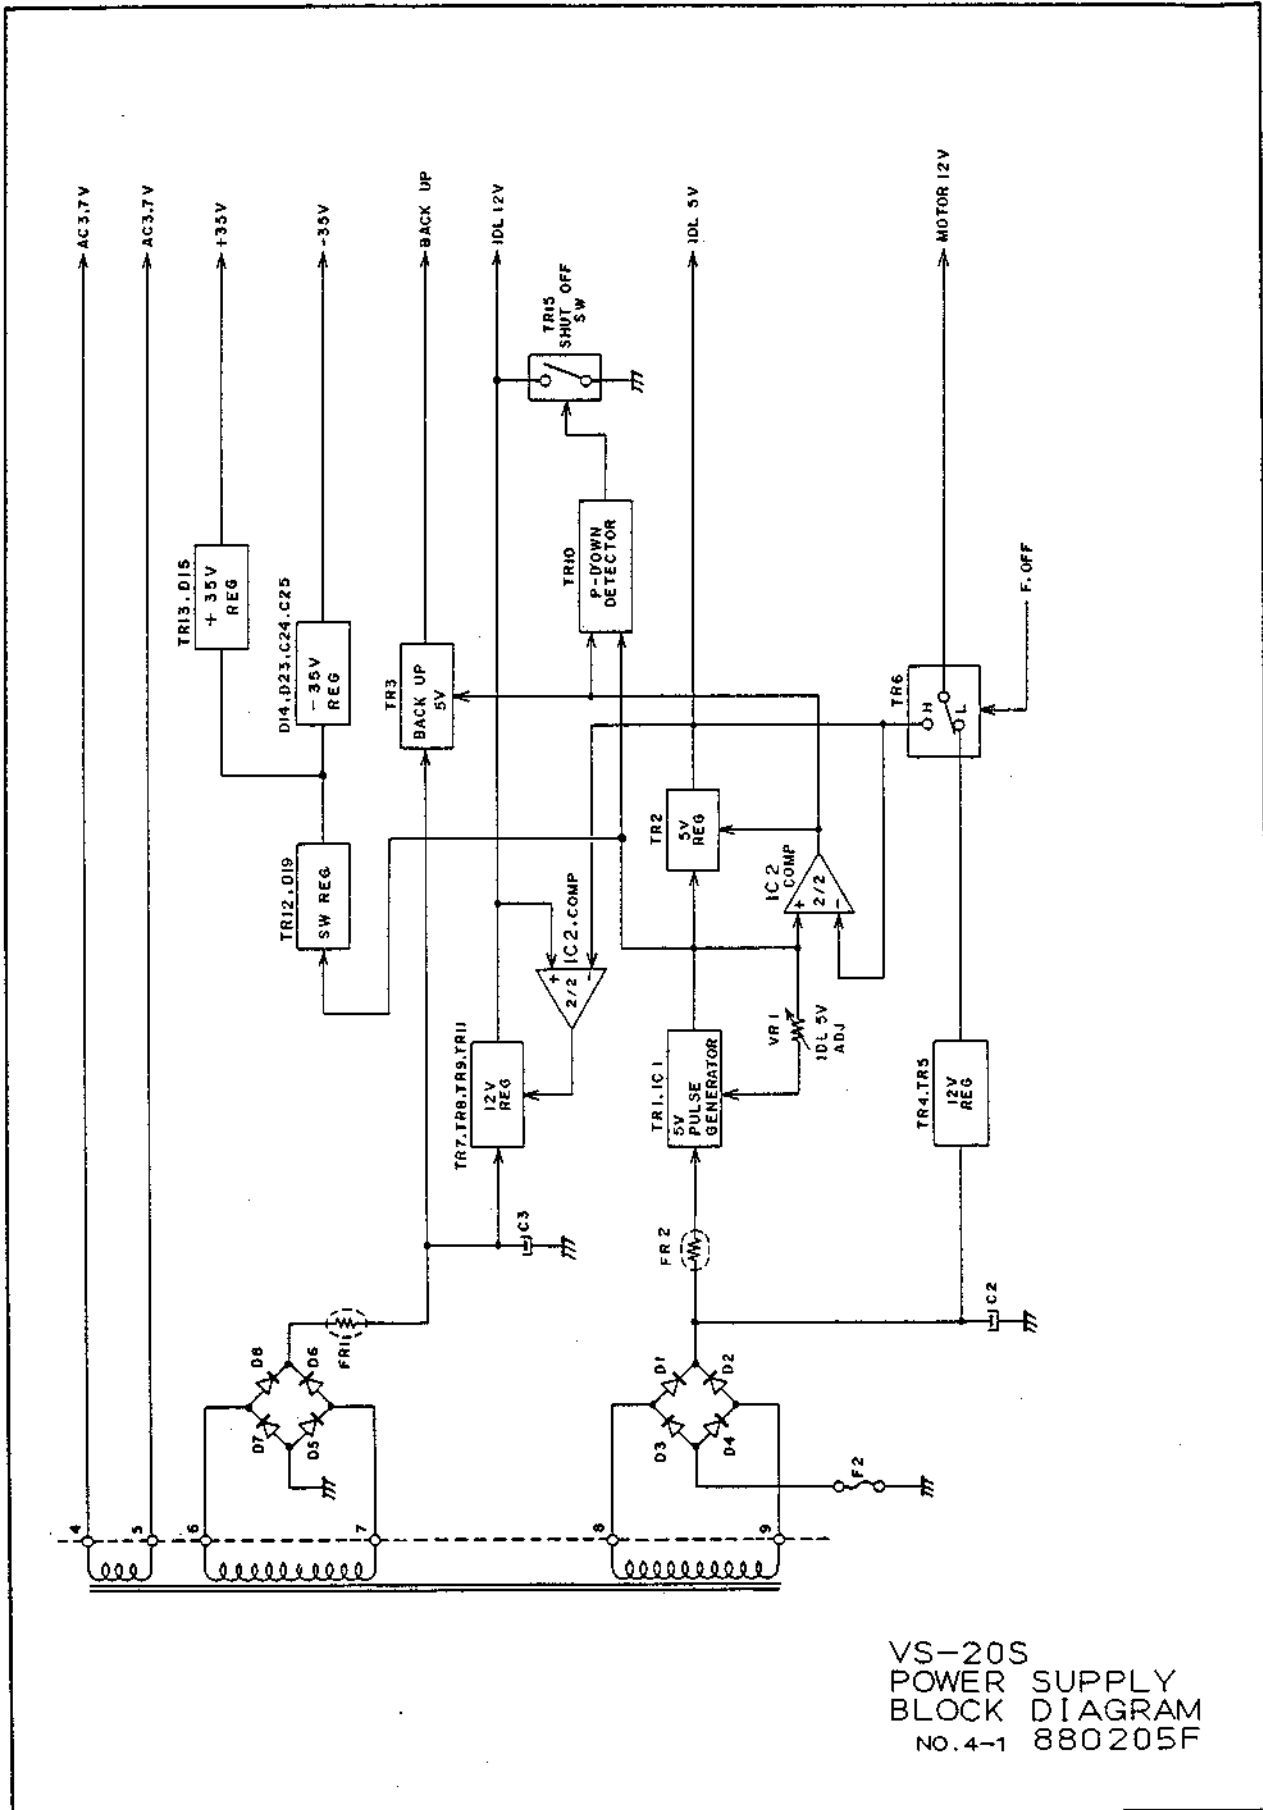 AC3.7V
AC3.7V
+35V
-35V
BACK UP
IDL 12V
IDL 5V
MOTOR 12V
TR15
SHUT OFF
SW
TR13.D15
+35V
REG
D14.D23.C24.C25
-35V
REG
TR3
BACK UP
5V
TR10
P-DOWN
DETECTOR
F.OFF
TR6
H
L
TR12.D19
SW REG
TR2
5V
REG
IC2
COMP
2/2
+
-
IC2.COMP
2/2
+
-
TR7.TR8.TR9.TR11
12V
REG
TR1.IC1
5V
PULSE
GENERATOR
VR1
IDL 5V
ADJ
TR4.TR5
12V
REG
C3
FR2
C2
FR1
D8
D6
D7
D5
D1
D2
D3
D4
F2
4
5
6
7
8
9
VS-20S
POWER SUPPLY
BLOCK DIAGRAM
NO.4-1 880205F